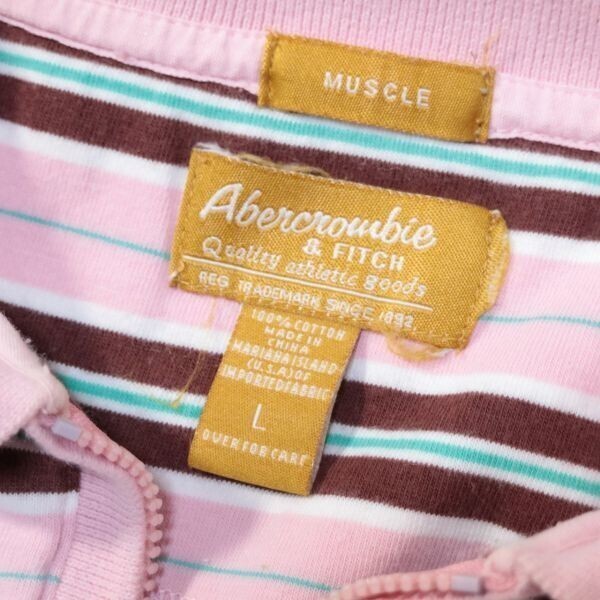 MUSCLE
Abercrombie
& FITCH
Quality athletic goods
REG. TRADEMARK SINCE 1892
100% COTTON
MADE IN
CHINA
MARIAHA ISLAND
(U.S.A) OF
IMPORTED FABRIC
L
OVER FOR CARE